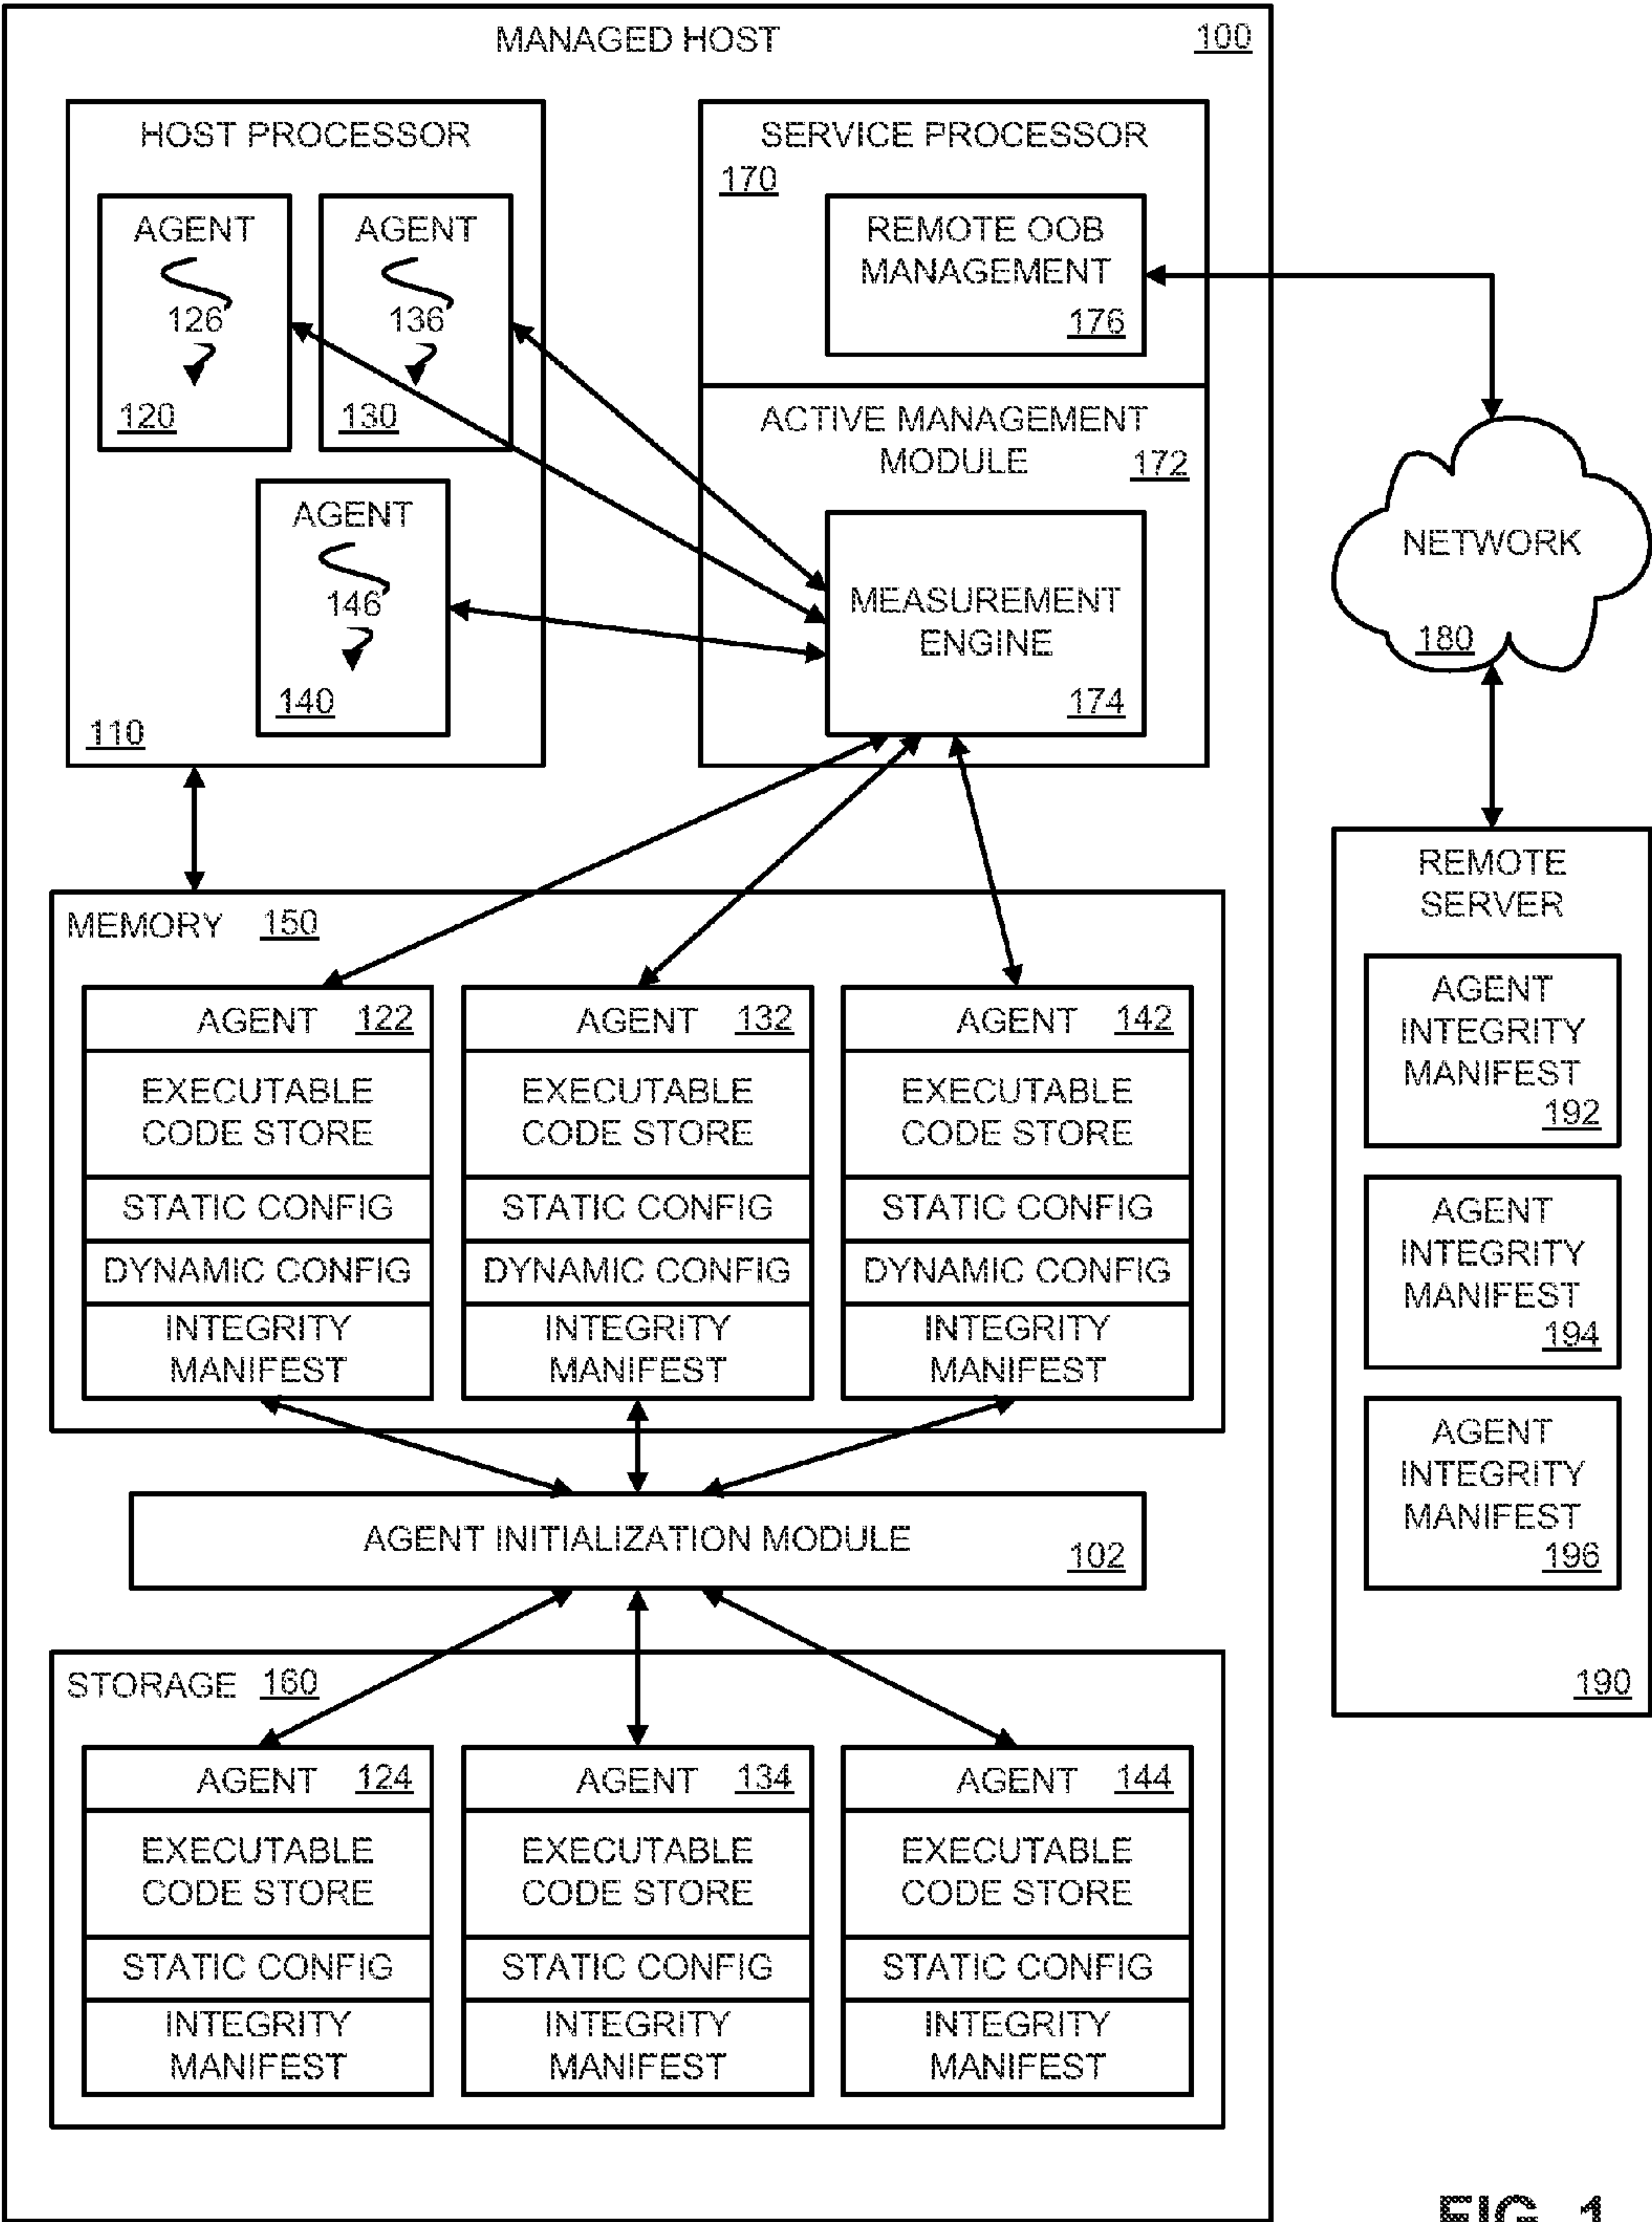 MANAGED HOST
100
HOST PROCESSOR
AGENT
126
120
AGENT
136
130
AGENT
146
140
110
SERVICE PROCESSOR
170
REMOTE OOB
MANAGEMENT
176
ACTIVE MANAGEMENT
MODULE
172
MEASUREMENT
ENGINE
174
NETWORK
180
MEMORY 150
AGENT 122
EXECUTABLE
CODE STORE
STATIC CONFIG
DYNAMIC CONFIG
INTEGRITY
MANIFEST
AGENT 132
EXECUTABLE
CODE STORE
STATIC CONFIG
DYNAMIC CONFIG
INTEGRITY
MANIFEST
AGENT 142
EXECUTABLE
CODE STORE
STATIC CONFIG
DYNAMIC CONFIG
INTEGRITY
MANIFEST
REMOTE
SERVER
AGENT
INTEGRITY
MANIFEST
192
AGENT
INTEGRITY
MANIFEST
194
AGENT
INTEGRITY
MANIFEST
196
190
AGENT INITIALIZATION MODULE
102
STORAGE 160
AGENT 124
EXECUTABLE
CODE STORE
STATIC CONFIG
INTEGRITY
MANIFEST
AGENT 134
EXECUTABLE
CODE STORE
STATIC CONFIG
INTEGRITY
MANIFEST
AGENT 144
EXECUTABLE
CODE STORE
STATIC CONFIG
INTEGRITY
MANIFEST
FIG. 1